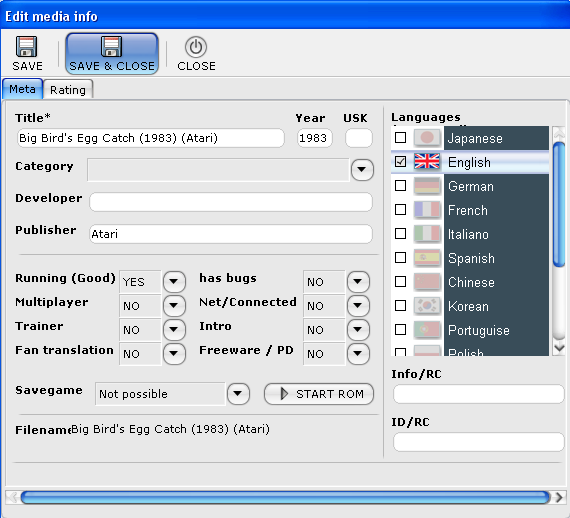 Edit media info
SAVE SAVE & CLOSE CLOSE
Meta Rating
Title* Year USK Languages
Big Bird's Egg Catch (1983) (Atari) 1983
Category
Developer
Publisher Atari
Japanese
English
German
French
Italiano
Spanish
Chinese
Korean
Portuguise
Polish
Running (Good) YES has bugs NO
Multiplayer NO Net/Connected NO
Trainer NO Intro NO
Fan translation NO Freeware / PD NO
Savegame Not possible START ROM
Filename Big Bird's Egg Catch (1983) (Atari)
Info/RC
ID/RC